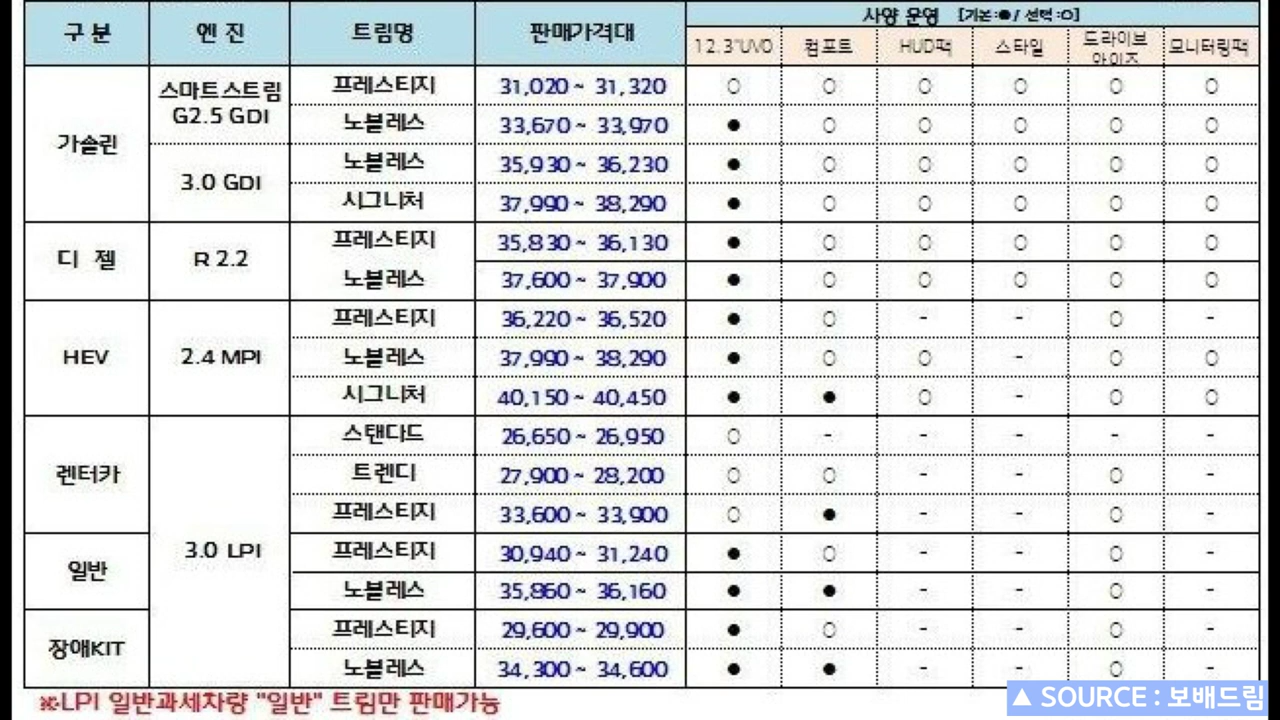 구 분 엔 진 트림명 판매가격대 사양 운영 [기본:●/ 선택:○]
12.3"UVO 컴포트 HUD팩 스타일 드라이브 와이즈 모니터링팩
가솔린 스마트스트림 G2.5 GDI 프레스티지 31,020 ~ 31,320 ○ ○ ○ ○ ○ ○
노블레스 33,670 ~ 33,970 ● ○ ○ ○ ○ ○
3.0 GDI 노블레스 35,930 ~ 36,230 ● ○ ○ ○ ○ ○
시그니처 37,990 ~ 38,290 ● ○ ○ ○ ○ ○
디 젤 R 2.2 프레스티지 35,830 ~ 36,130 ● ○ ○ ○ ○ ○
노블레스 37,600 ~ 37,900 ● ○ ○ ○ ○ ○
HEV 2.4 MPI 프레스티지 36,220 ~ 36,520 ● ○ - - ○ -
노블레스 37,990 ~ 38,290 ● ○ ○ - ○ ○
시그니처 40,150 ~ 40,450 ● ● ○ - ○ ○
렌터카 3.0 LPI 스탠다드 26,650 ~ 26,950 ○ - - - - -
트렌디 27,900 ~ 28,200 ○ ○ - - ○ -
프레스티지 33,600 ~ 33,900 ○ ● - - ○ -
일반 프레스티지 30,940 ~ 31,240 ● ○ - - ○ -
노블레스 35,860 ~ 36,160 ● ● - - ○ -
장애KIT 프레스티지 29,600 ~ 29,900 ● ○ - - ○ -
노블레스 34,300 ~ 34,600 ● ● - - ○ -
※LPI 일반과세차량 "일반" 트림만 판매가능
▲ SOURCE : 보배드림